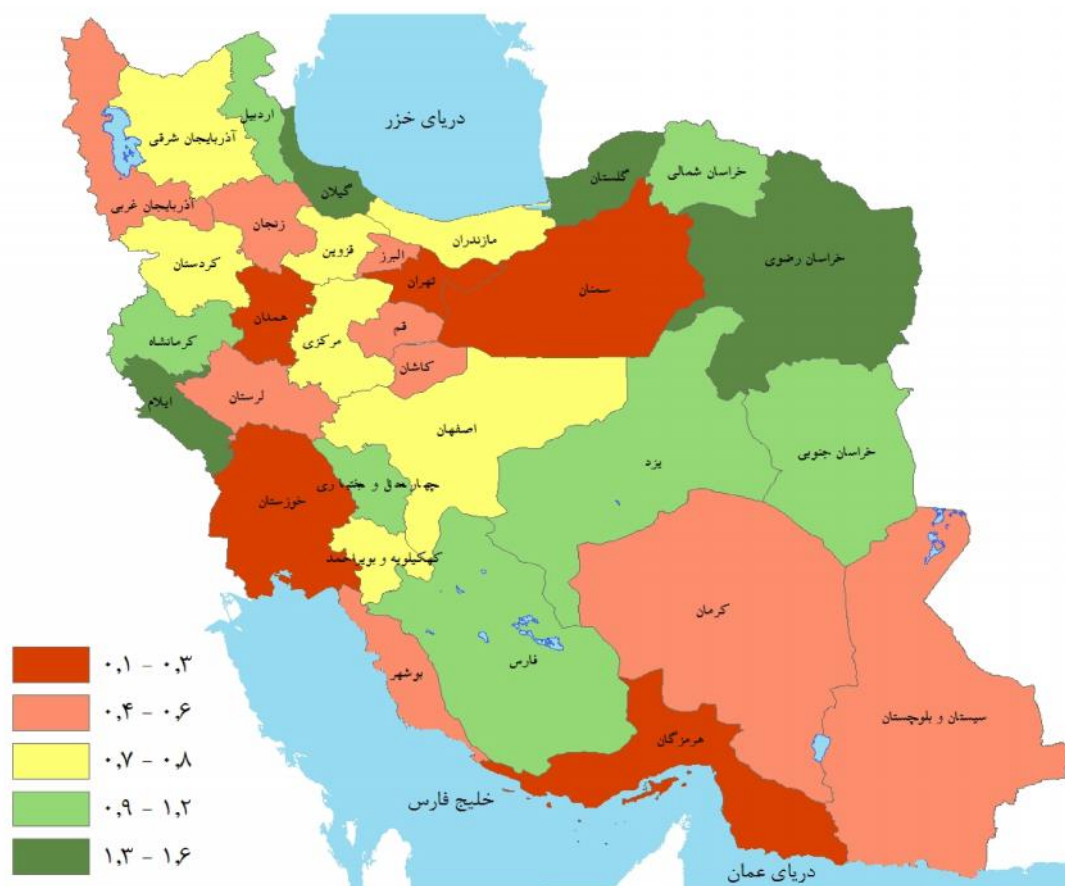 دریای خزر
اردبیل
آذربایجان شرقی
گیلان
گلستان
خراسان شمالی
آذربایجان غربی
زنجان
مازندران
قزوین
البرز
خراسان رضوی
کردستان
تهران
سمنان
همدان
قم
کرمانشاه
مرکزی
کاشان
ایلام
لرستان
اصفهان
یزد
خراسان جنوبی
خوزستان
کهکیلویه و بویراحمد
کرمان
فارس
بوشهر
سیستان و بلوچستان
هرمزگان
خلیج فارس
دریای عمان
۰,۱ - ۰,۳
۰,۴ - ۰,۶
۰,۷ - ۰,۸
۰,۹ - ۱,۲
۱,۳ - ۱,۶